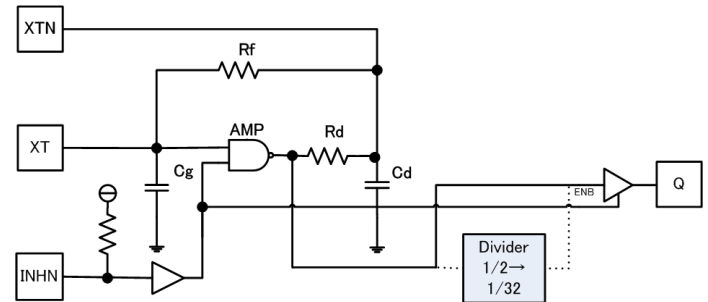 XTN
Rf
XT
AMP
Rd
Cg
Cd
ENB
Q
INHN
Divider
1/2→
1/32